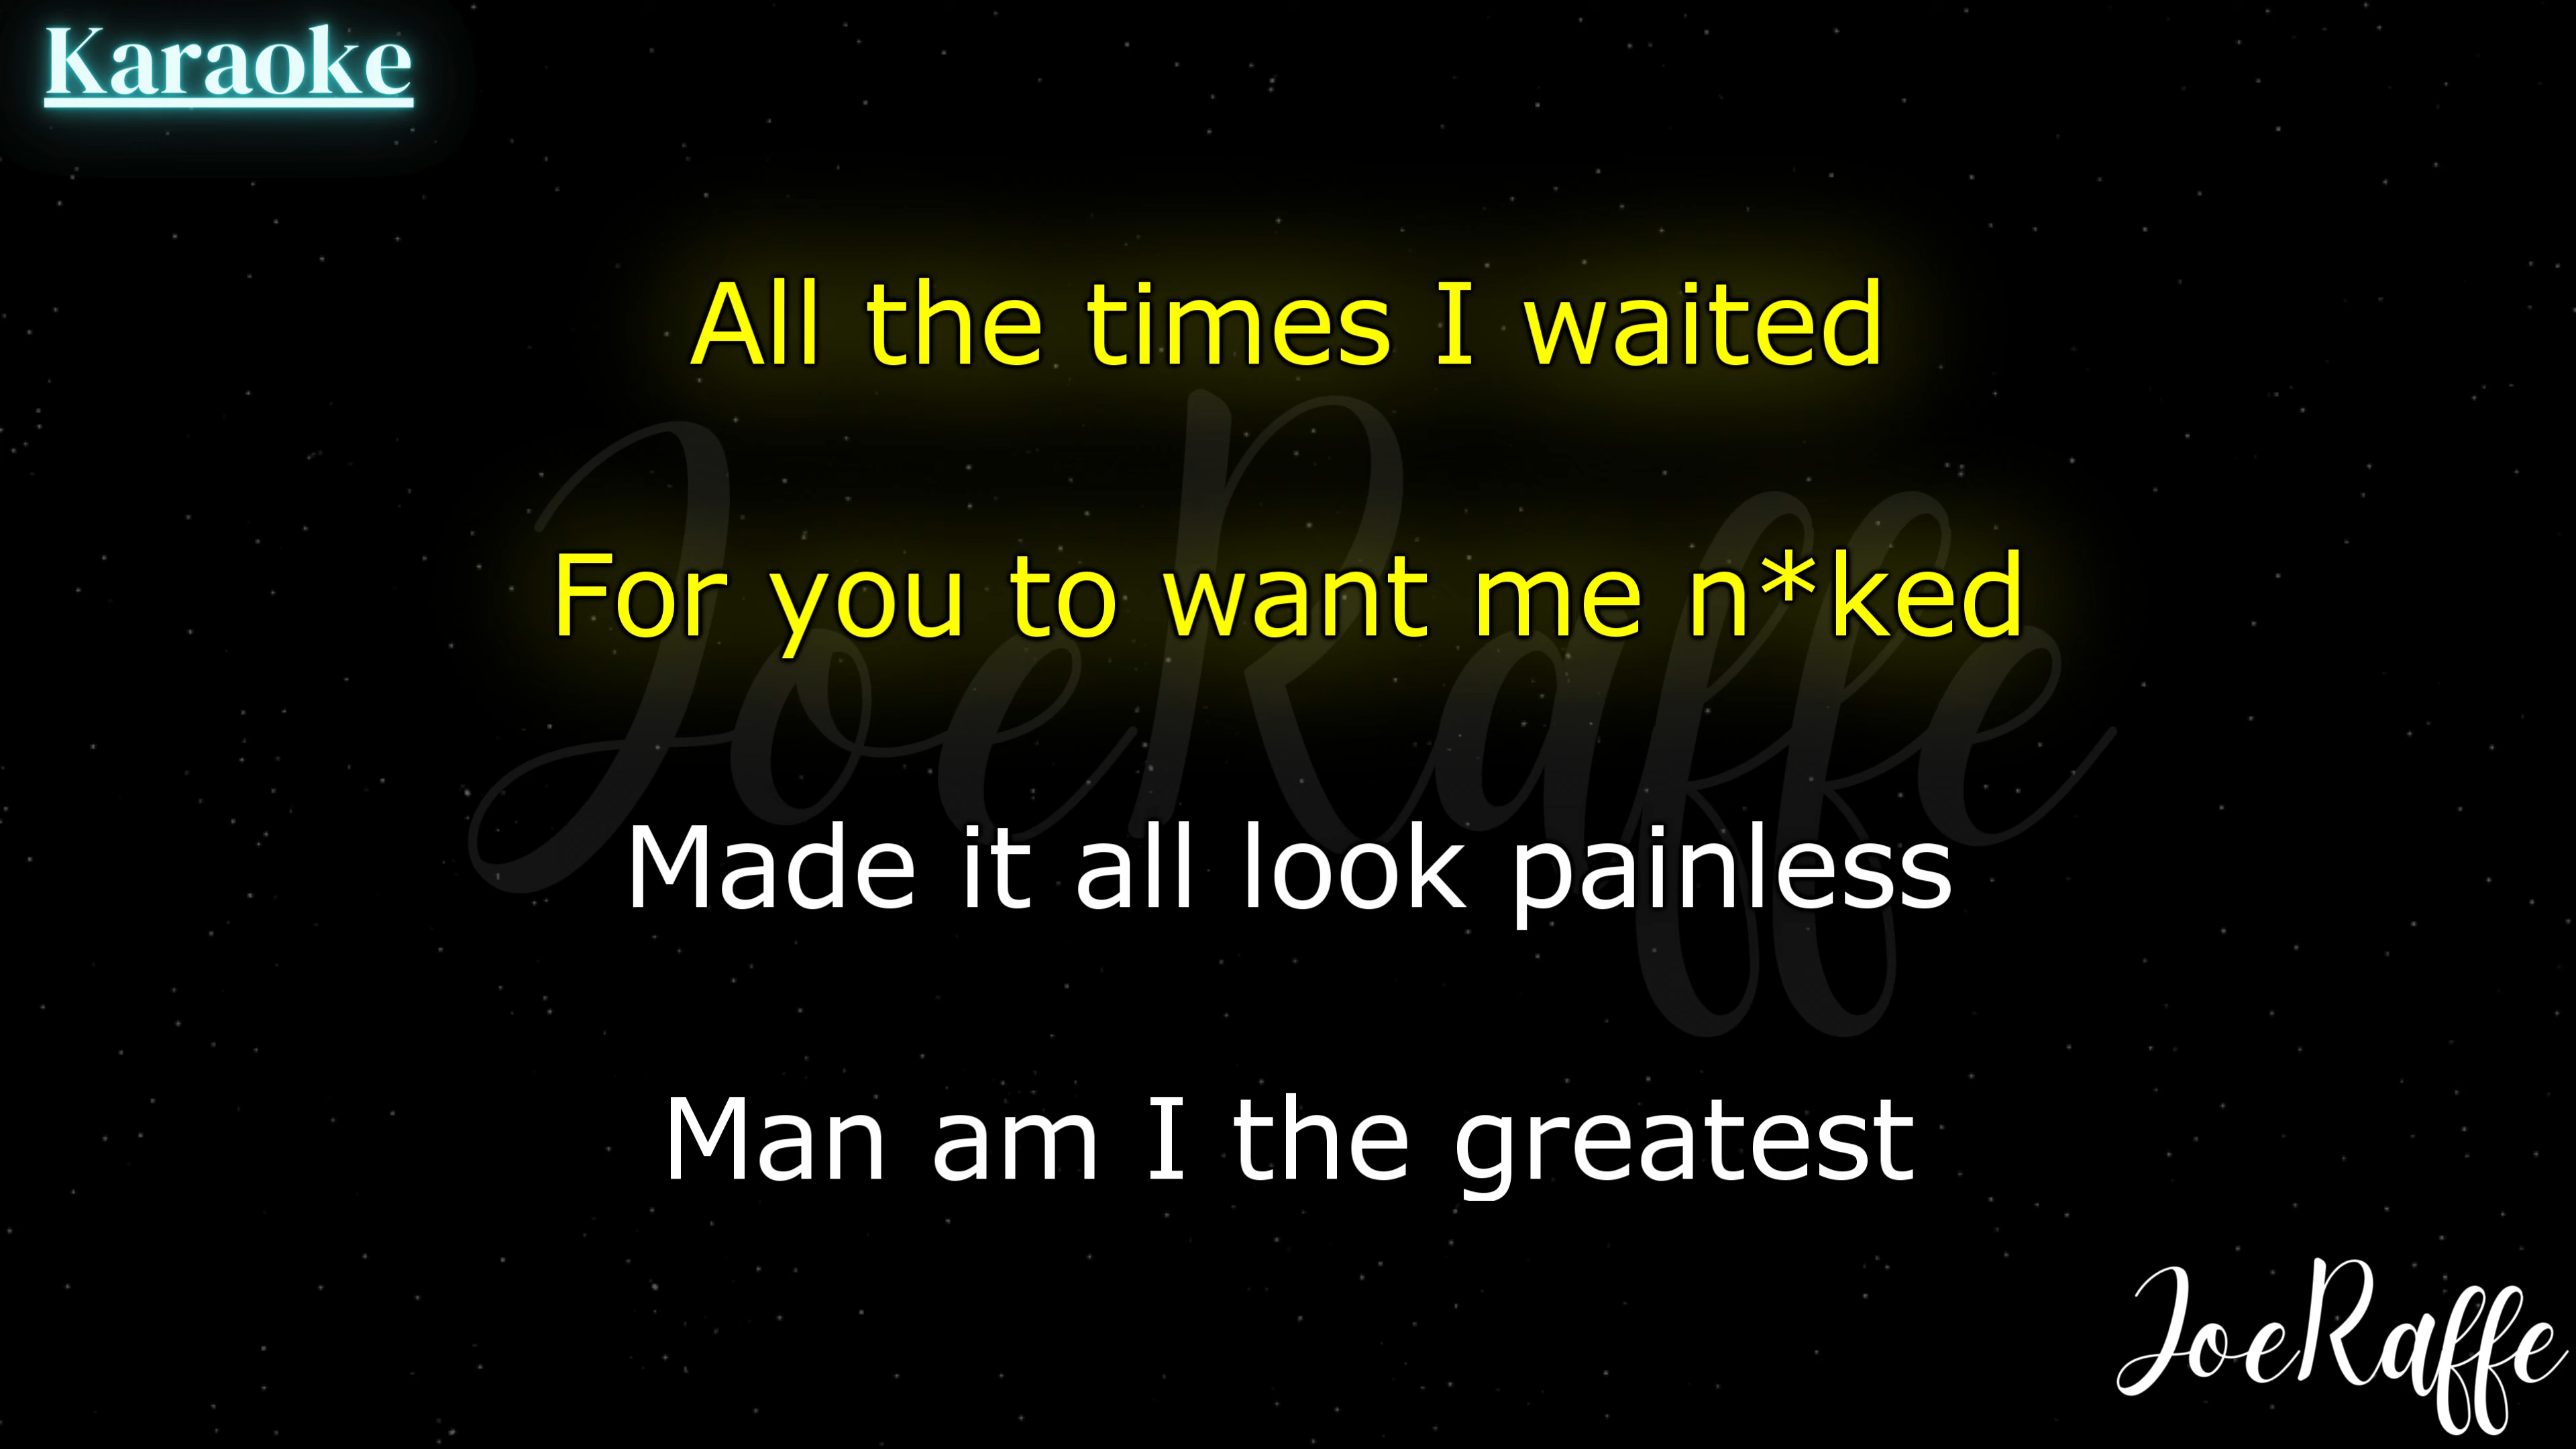 Karaoke
All the times I waited
For you to want me n*ked
Made it all look painless
Man am I the greatest
JoeRaffe
JoeRaffe